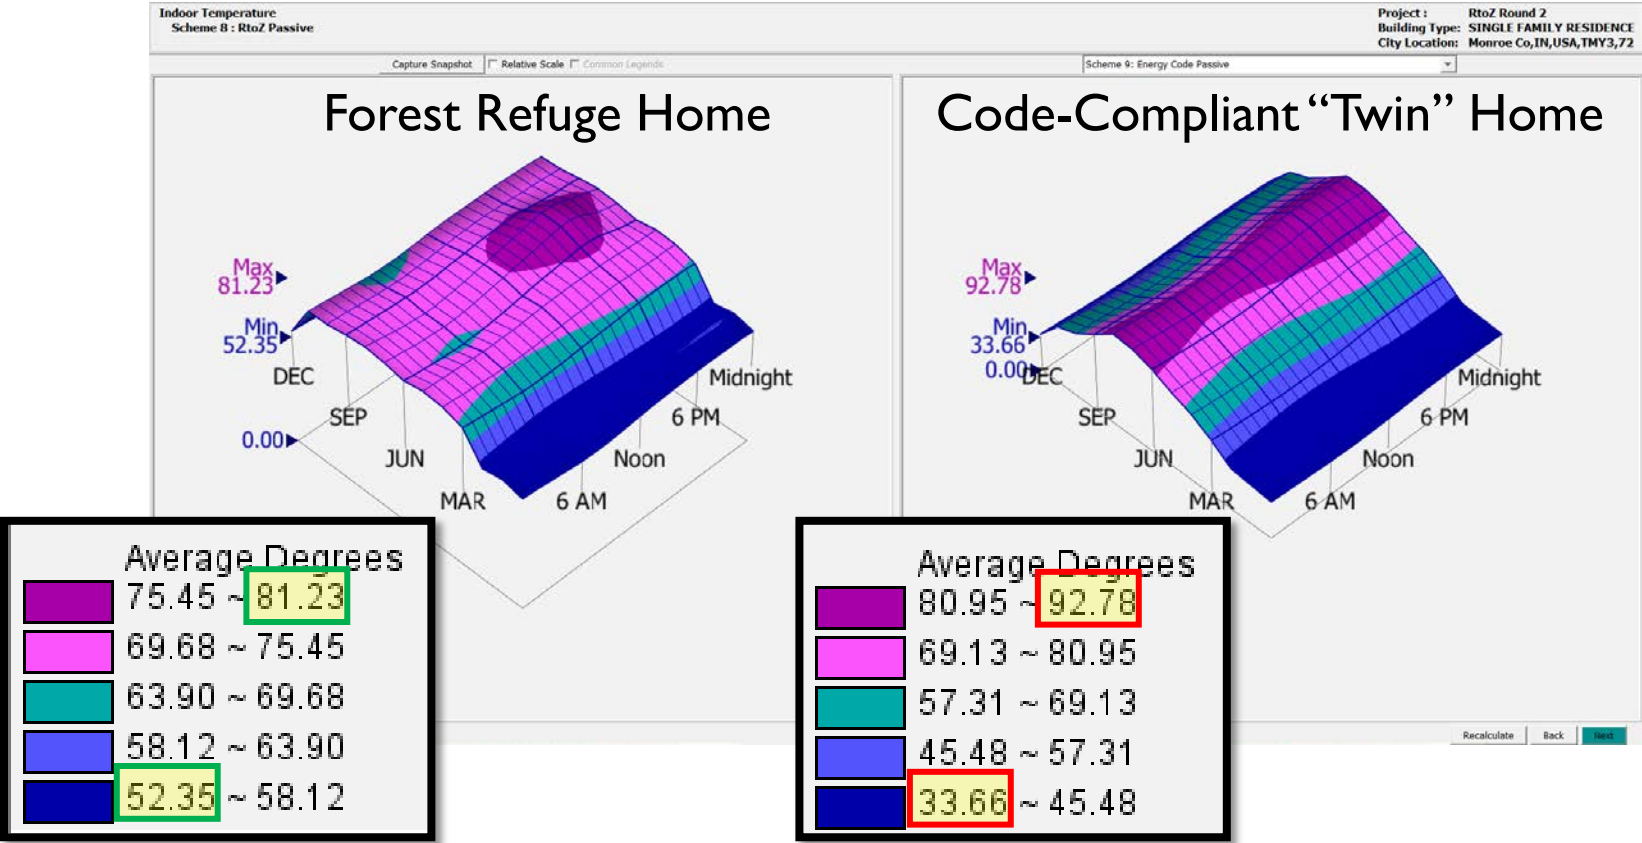 Indoor Temperature
Scheme 8 : RtoZ Passive
Project : RtoZ Round 2
Building Type: SINGLE FAMILY RESIDENCE
City Location: Monroe Co,IN,USA,TMY3,72
Capture Snapshot Relative Scale Common Legends
Scheme 9: Energy Code Passive
Forest Refuge Home
Max
81.23
Min
52.35
0.00
DEC
SEP
JUN
MAR
6 AM
Noon
6 PM
Midnight
Code-Compliant “Twin” Home
Max
92.78
Min
33.66
0.00
DEC
SEP
JUN
MAR
6 AM
Noon
6 PM
Midnight
Average Degrees
75.45 ~ 81.23
69.68 ~ 75.45
63.90 ~ 69.68
58.12 ~ 63.90
52.35 ~ 58.12
Average Degrees
80.95 ~ 92.78
69.13 ~ 80.95
57.31 ~ 69.13
45.48 ~ 57.31
33.66 ~ 45.48
Recalculate Back Next